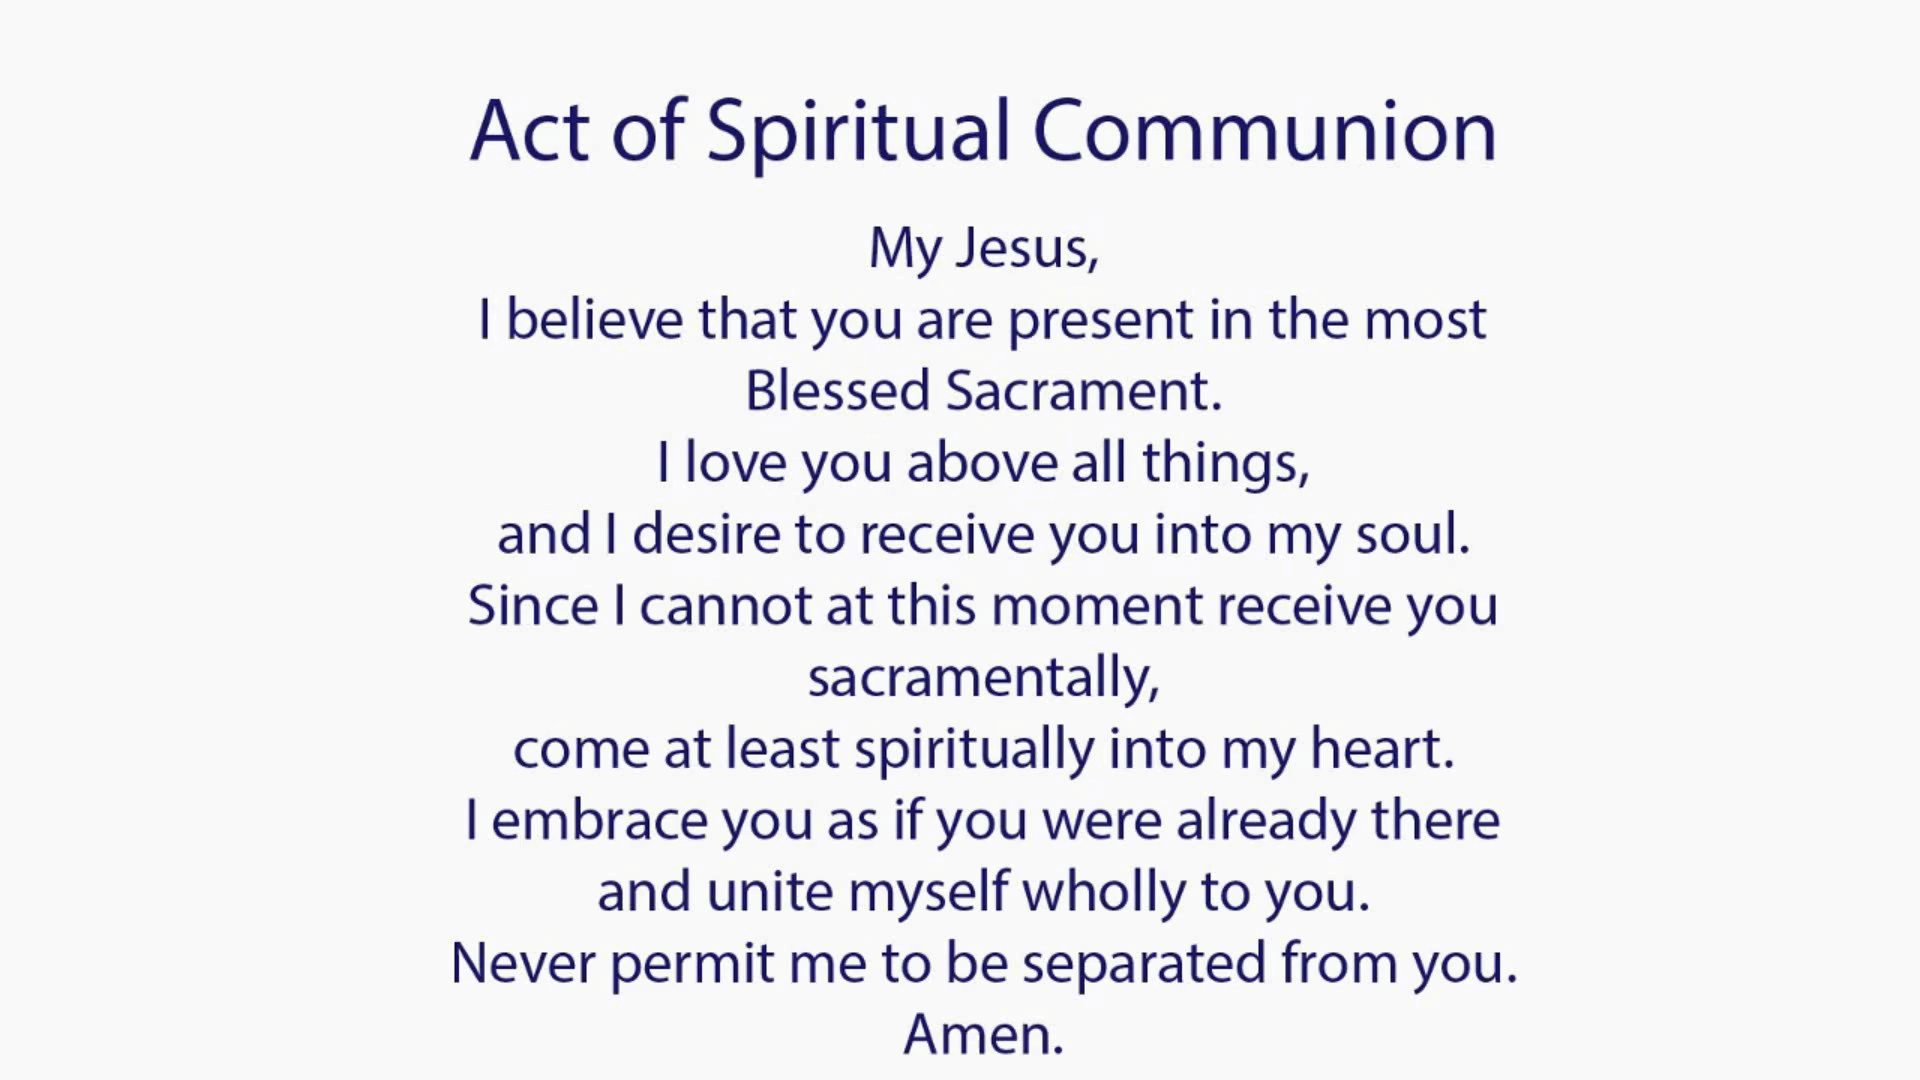 Act of Spiritual Communion
My Jesus,
I believe that you are present in the most
Blessed Sacrament.
I love you above all things,
and I desire to receive you into my soul.
Since I cannot at this moment receive you
sacramentally,
come at least spiritually into my heart.
I embrace you as if you were already there
and unite myself wholly to you.
Never permit me to be separated from you.
Amen.